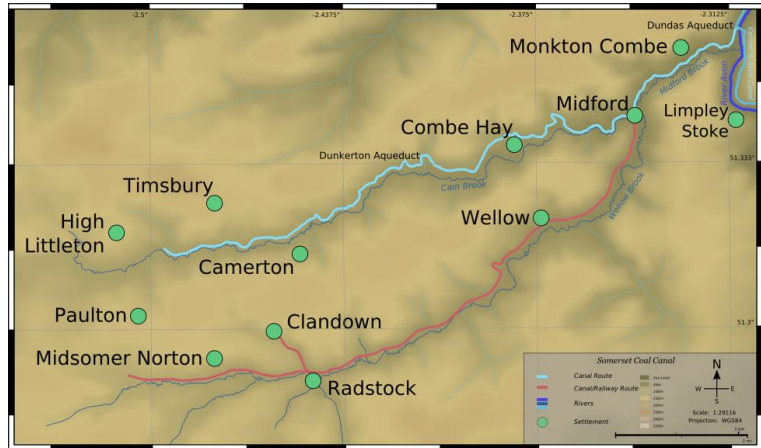 -2.5°
-2.4375°
-2.375°
-2.3125°
Dundas Aqueduct
Monkton Combe
Midford Brook
River Avon
Midford
Limpley
Stoke
Combe Hay
Dunkerton Aqueduct
Cam Brook
51.333°
Timsbury
Wellow Brook
High
Littleton
Wellow
Camerton
Paulton
Clandown
51.3°
Midsomer Norton
Radstock
Somerset Coal Canal
Canal Route
Canal/Railway Route
Rivers
Settlement
N
W
E
S
Scale: 1:29116
Projection: WGS84